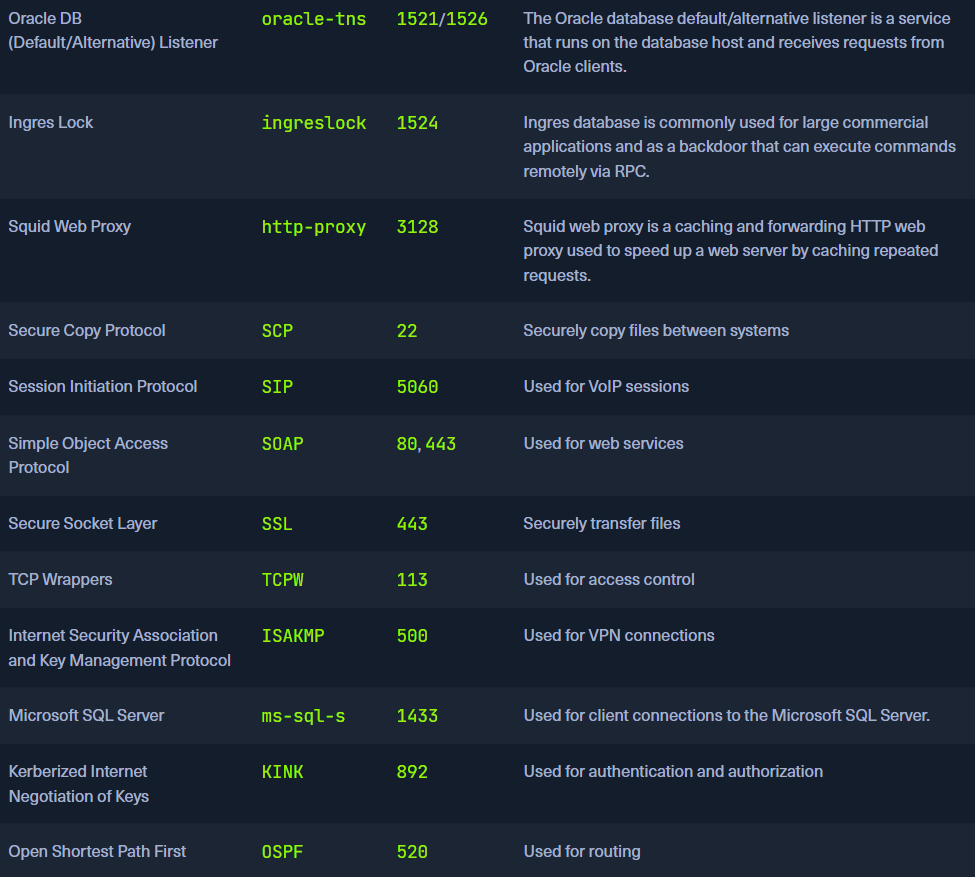 Oracle DB oracle-tns 1521/1526 The Oracle database default/alternative listener is a service
(Default/Alternative) Listener that runs on the database host and receives requests from
Oracle clients.
Ingres Lock ingreslock 1524 Ingres database is commonly used for large commercial
applications and as a backdoor that can execute commands
remotely via RPC.
Squid Web Proxy http-proxy 3128 Squid web proxy is a caching and forwarding HTTP web
proxy used to speed up a web server by caching repeated
requests.
Secure Copy Protocol SCP 22 Securely copy files between systems
Session Initiation Protocol SIP 5060 Used for VoIP sessions
Simple Object Access SOAP 80, 443 Used for web services
Protocol
Secure Socket Layer SSL 443 Securely transfer files
TCP Wrappers TCPW 113 Used for access control
Internet Security Association ISAKMP 500 Used for VPN connections
and Key Management Protocol
Microsoft SQL Server ms-sql-s 1433 Used for client connections to the Microsoft SQL Server.
Kerberized Internet KINK 892 Used for authentication and authorization
Negotiation of Keys
Open Shortest Path First OSPF 520 Used for routing